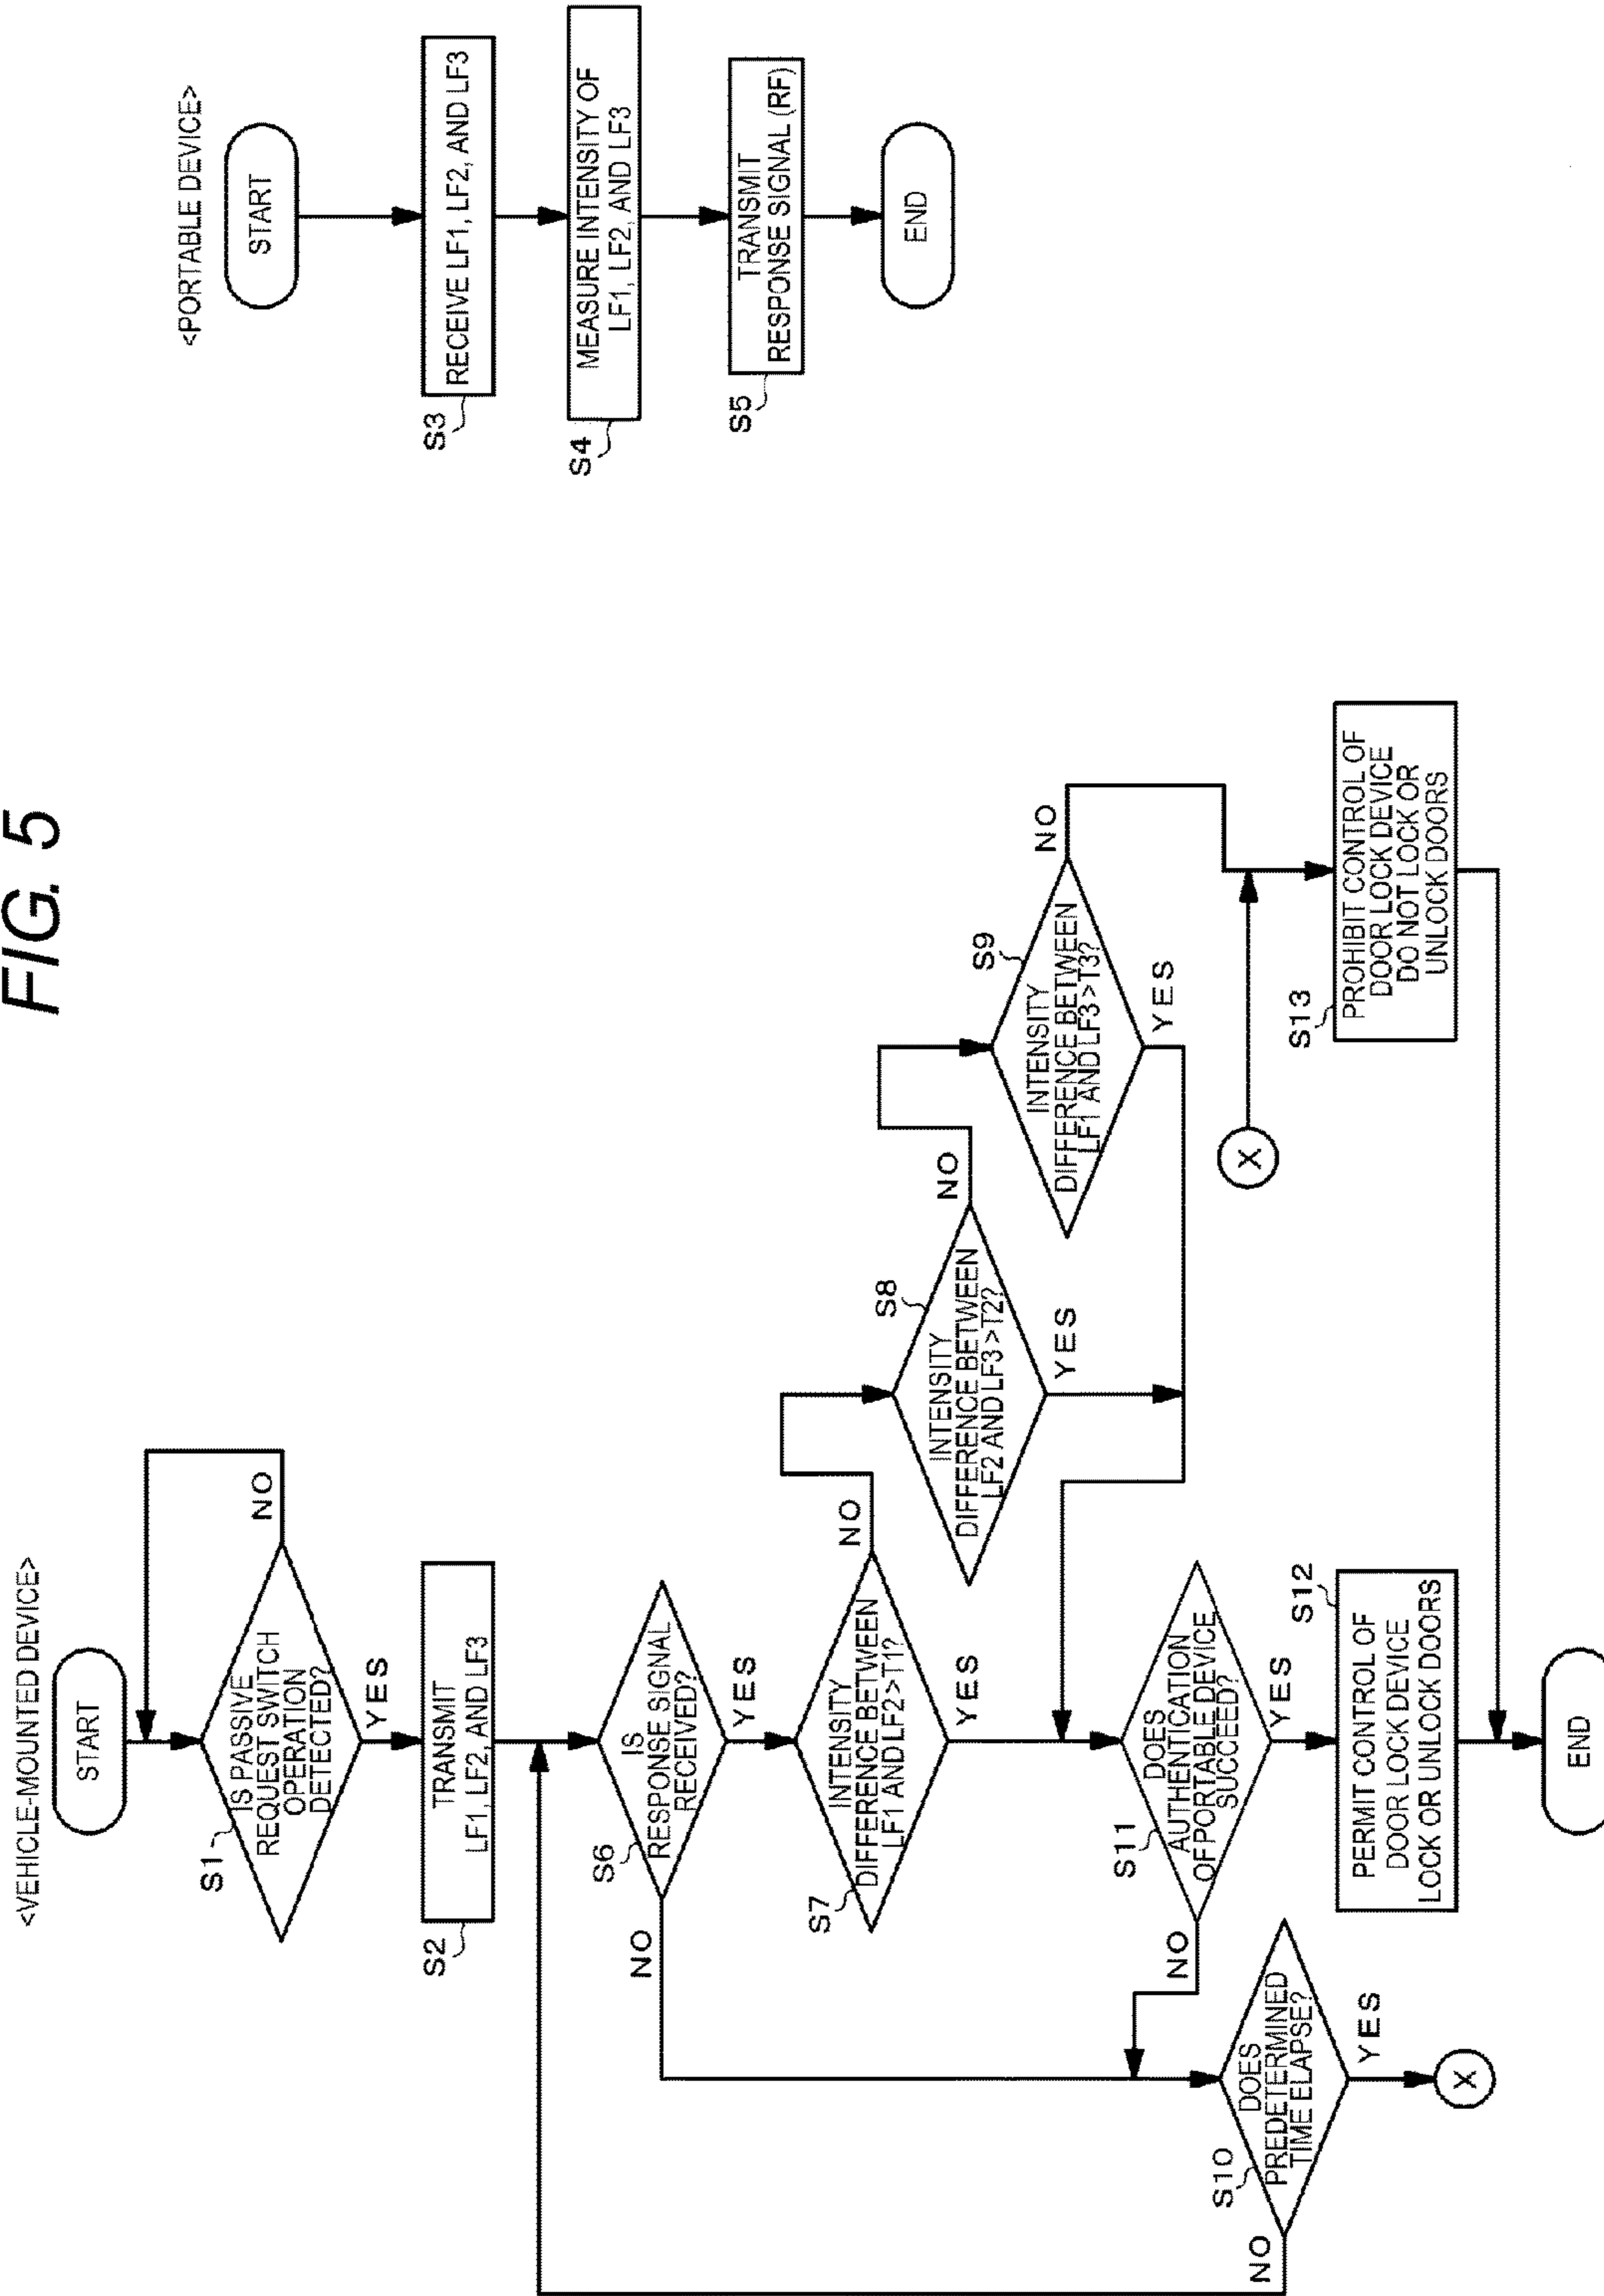 FIG. 5
<VEHICLE-MOUNTED DEVICE>
START
S1
IS PASSIVE
REQUEST SWITCH
OPERATION
DETECTED?
NO
YES
S2
TRANSMIT
LF1, LF2, AND LF3
S6
IS
RESPONSE SIGNAL
RECEIVED?
NO
YES
S7
INTENSITY
DIFFERENCE BETWEEN
LF1 AND LF2>T1?
NO
YES
S8
INTENSITY
DIFFERENCE BETWEEN
LF2 AND LF3>T2?
NO
YES
S9
INTENSITY
DIFFERENCE BETWEEN
LF1 AND LF3>T3?
NO
YES
S11
DOES
AUTHENTICATION
OF PORTABLE DEVICE
SUCCEED?
NO
YES
S10
DOES
PREDETERMINED
TIME ELAPSE?
NO
YES
X
S12
PERMIT CONTROL OF
DOOR LOCK DEVICE
LOCK OR UNLOCK DOORS
X
S13
PROHIBIT CONTROL OF
DOOR LOCK DEVICE
DO NOT LOCK OR
UNLOCK DOORS
END
<PORTABLE DEVICE>
START
S3
RECEIVE LF1, LF2, AND LF3
S4
MEASURE INTENSITY OF
LF1, LF2, AND LF3
S5
TRANSMIT
RESPONSE SIGNAL (RF)
END